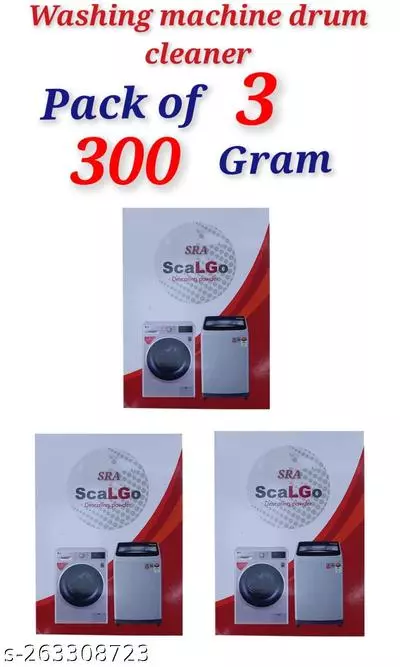 Washing machine drum
cleaner
Pack of 3
300 Gram
SRA
ScaLGo
Descaling powder
SRA
ScaLGo
Descaling powder
SRA
ScaLGo
Descaling powder
s-263308723